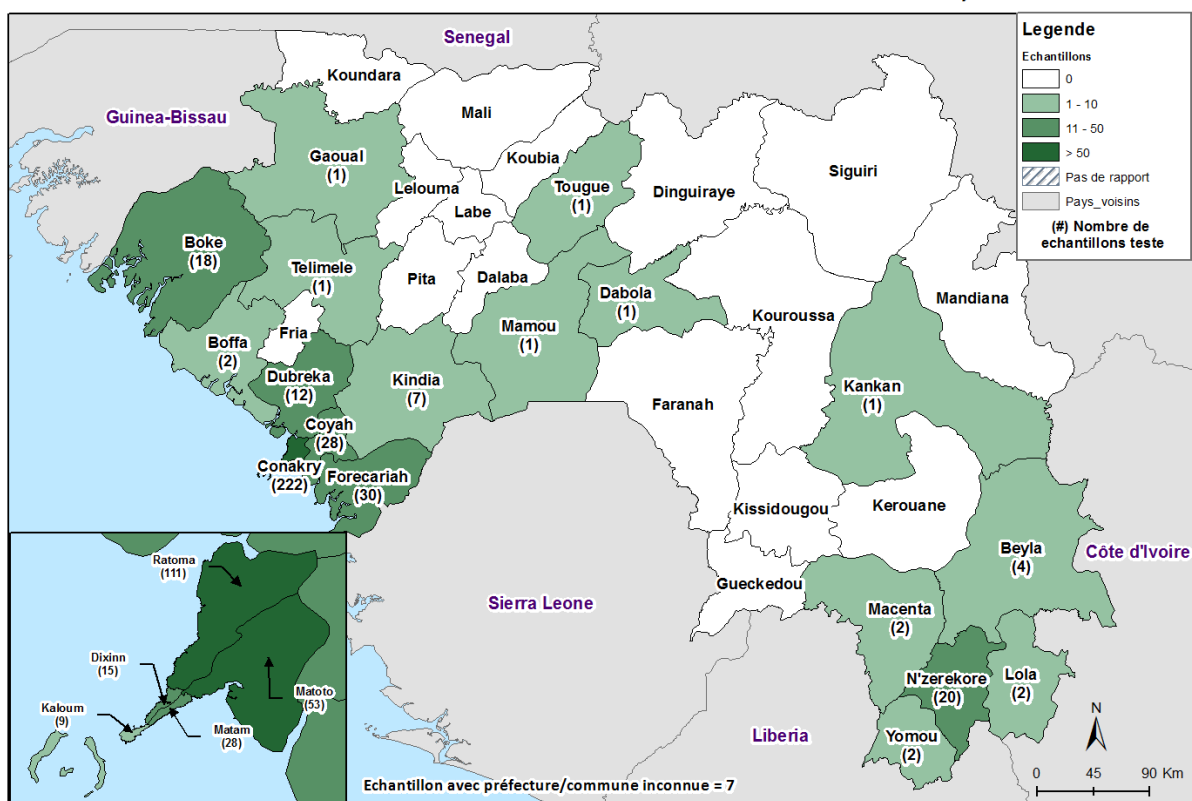 Legende
Echantillons
0
1 - 10
11 - 50
> 50
Pas de rapport
Pays_voisins
(#) Nombre de
echantillons teste
Senegal
Koundara
Guinea-Bissau
Mali
Gaoual
(1)
Koubia
Lelouma
Tougue
(1)
Dinguiraye
Siguiri
Labe
Boke
(18)
Telimele
(1)
Pita
Dalaba
Dabola
(1)
Mandiana
Kouroussa
Fria
Mamou
(1)
Boffa
(2)
Dubreka
(12)
Kindia
(7)
Kankan
(1)
Faranah
Coyah
(28)
Conakry
(222)
Forecariah
(30)
Kissidougou
Kerouane
Beyla
(4)
Côte d'Ivoire
Gueckedou
Sierra Leone
Macenta
(2)
N'zerekore
(20)
Lola
(2)
Yomou
(2)
Liberia
N
0 45 90 Km
Ratoma
(111)
Dixinn
(15)
Kaloum
(9)
Matam
(28)
Matoto
(53)
Echantillon avec préfecture/commune inconnue = 7